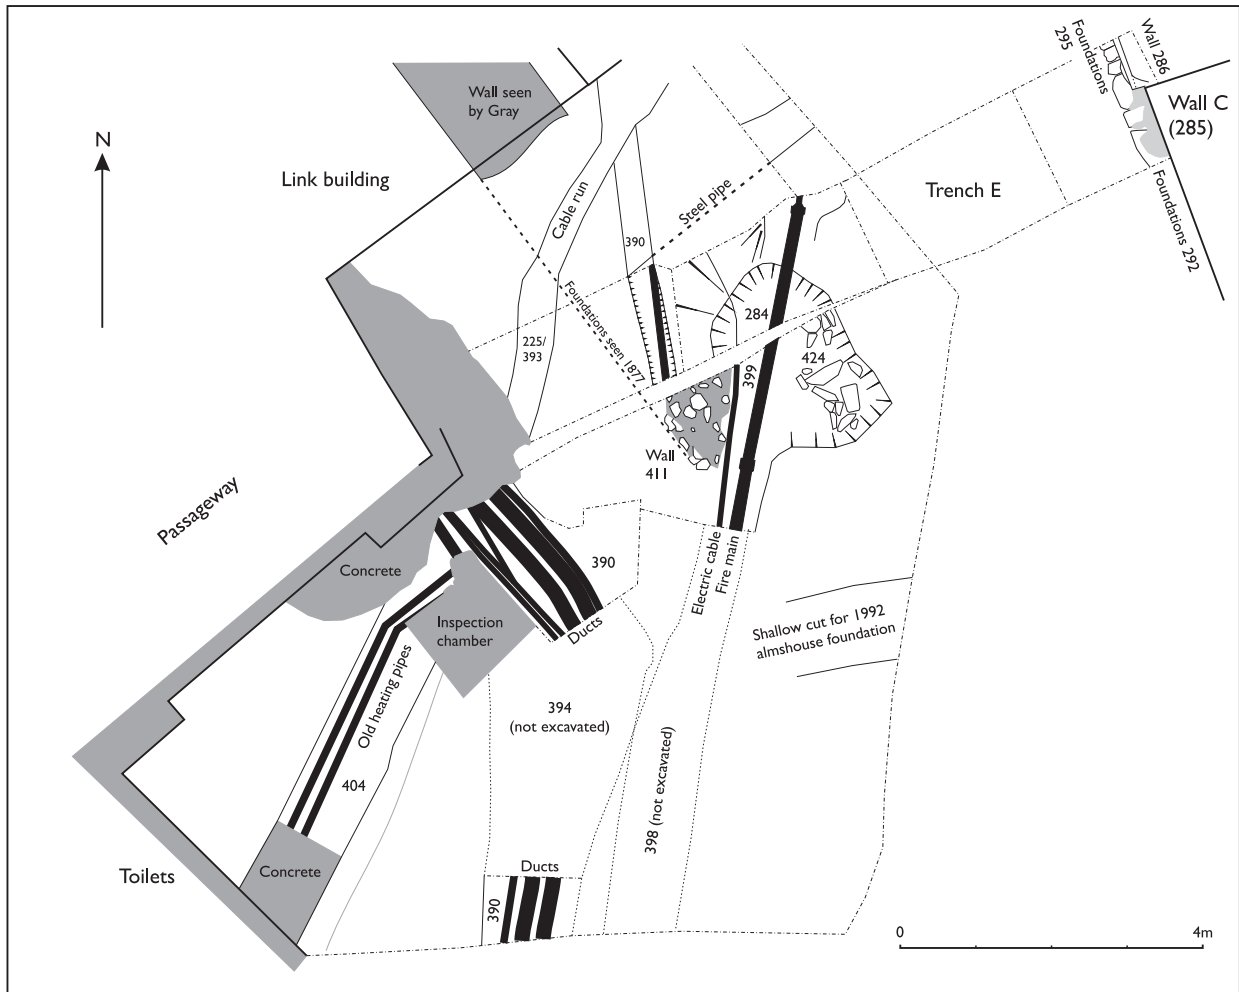 Foundations
295
Wall 286
Wall C
(285)
Foundations 292
Trench E
Wall seen
by Gray
N
Link building
Cable run
Steel pipe
390
Foundations seen 1877
225/
393
284
424
399
Wall
411
Passageway
Concrete
Inspection
chamber
390
Ducts
Electric cable
Fire main
Shallow cut for 1992
almshouse foundation
Old heating pipes
394
(not excavated)
398 (not excavated)
404
Toilets
Concrete
Ducts
390
0
4m